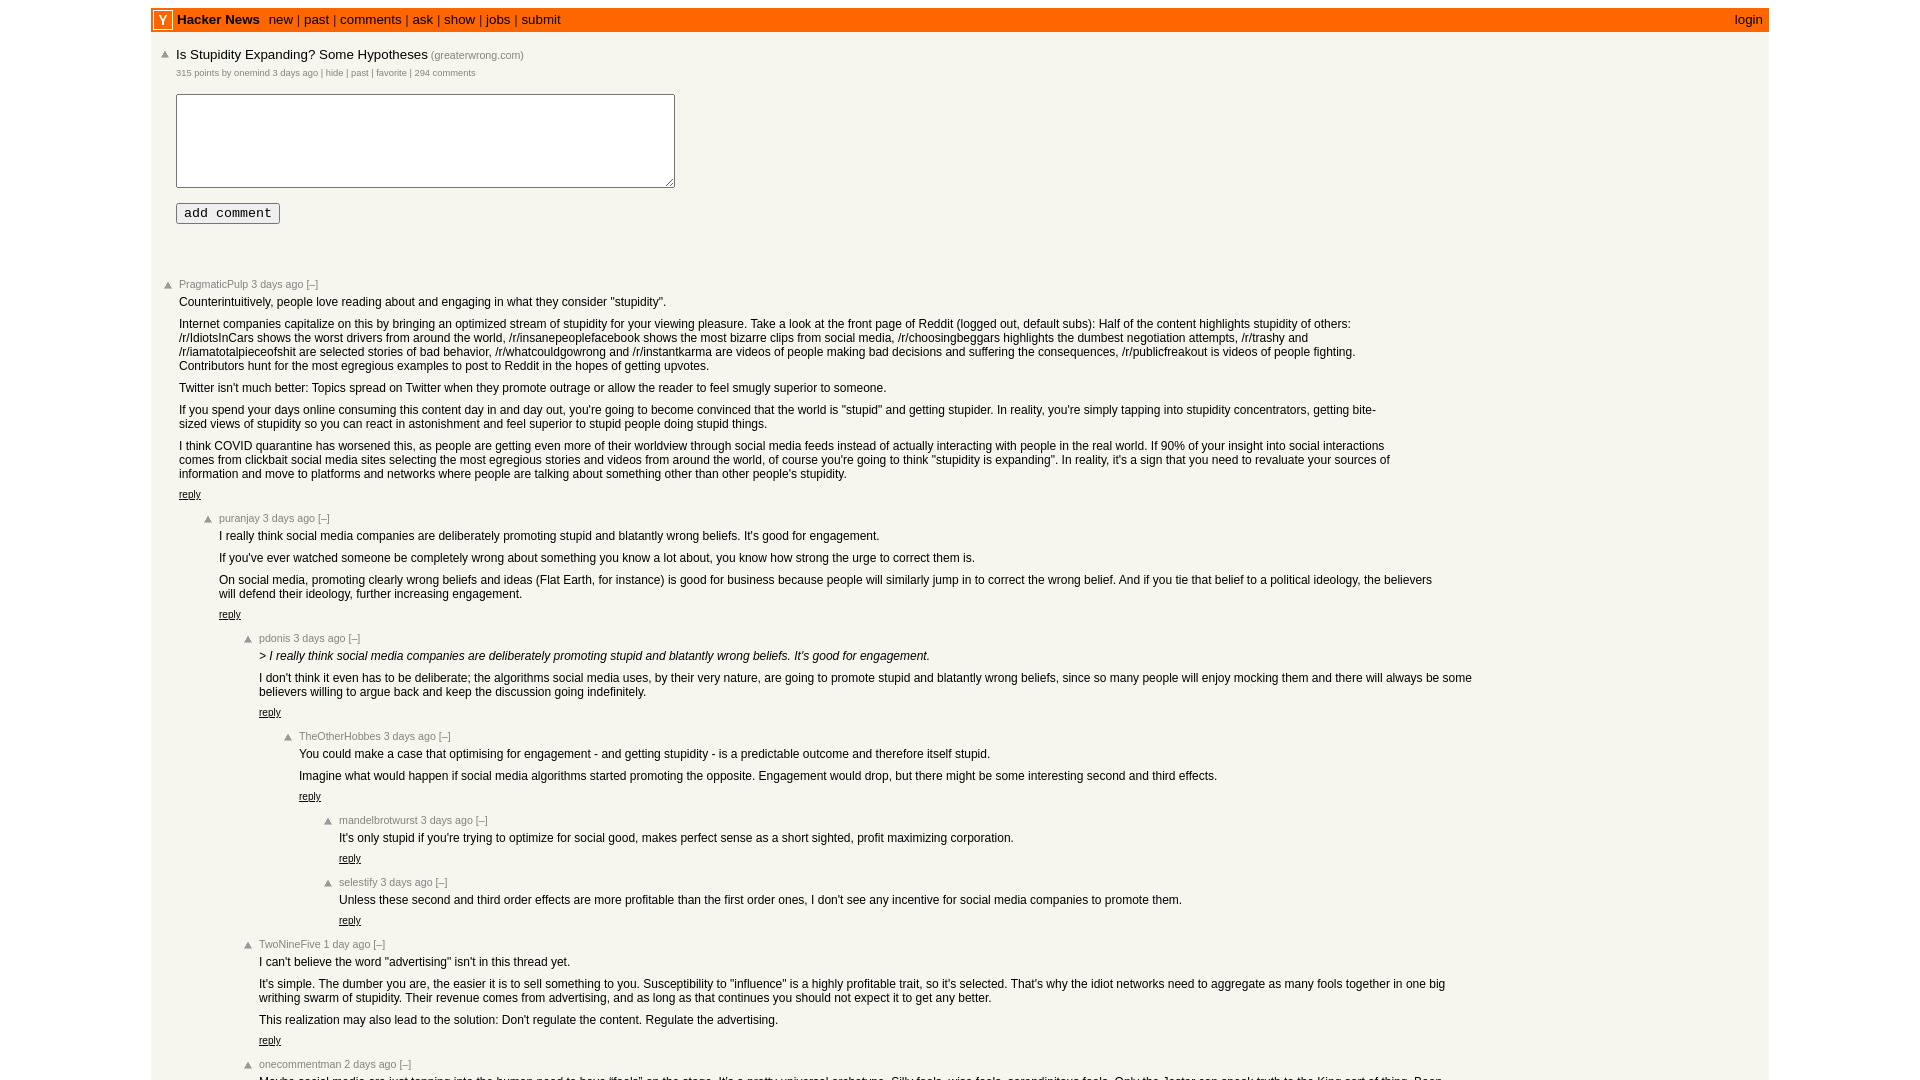 Y Hacker News new | past | comments | ask | show | jobs | submit login
Is Stupidity Expanding? Some Hypotheses (greaterwrong.com)
315 points by onemind 3 days ago | hide | past | favorite | 294 comments
add comment
PragmaticPulp 3 days ago [–]
Counterintuitively, people love reading about and engaging in what they consider "stupidity".
Internet companies capitalize on this by bringing an optimized stream of stupidity for your viewing pleasure. Take a look at the front page of Reddit (logged out, default subs): Half of the content highlights stupidity of others:
/r/IdiotsInCars shows the worst drivers from around the world, /r/insanepeoplefacebook shows the most bizarre clips from social media, /r/choosingbeggars highlights the dumbest negotiation attempts, /r/trashy and
/r/iamatotalpieceofshit are selected stories of bad behavior, /r/whatcouldgowrong and /r/instantkarma are videos of people making bad decisions and suffering the consequences, /r/publicfreakout is videos of people fighting.
Contributors hunt for the most egregious examples to post to Reddit in the hopes of getting upvotes.
Twitter isn't much better: Topics spread on Twitter when they promote outrage or allow the reader to feel smugly superior to someone.
If you spend your days online consuming this content day in and day out, you're going to become convinced that the world is "stupid" and getting stupider. In reality, you're simply tapping into stupidity concentrators, getting bite-
sized views of stupidity so you can react in astonishment and feel superior to stupid people doing stupid things.
I think COVID quarantine has worsened this, as people are getting even more of their worldview through social media feeds instead of actually interacting with people in the real world. If 90% of your insight into social interactions
comes from clickbait social media sites selecting the most egregious stories and videos from around the world, of course you're going to think "stupidity is expanding". In reality, it's a sign that you need to revaluate your sources of
information and move to platforms and networks where people are talking about something other than other people's stupidity.
reply
puranjay 3 days ago [–]
I really think social media companies are deliberately promoting stupid and blatantly wrong beliefs. It's good for engagement.
If you've ever watched someone be completely wrong about something you know a lot about, you know how strong the urge to correct them is.
On social media, promoting clearly wrong beliefs and ideas (Flat Earth, for instance) is good for business because people will similarly jump in to correct the wrong belief. And if you tie that belief to a political ideology, the believers
will defend their ideology, further increasing engagement.
reply
pdonis 3 days ago [–]
> I really think social media companies are deliberately promoting stupid and blatantly wrong beliefs. It's good for engagement.
I don't think it even has to be deliberate; the algorithms social media uses, by their very nature, are going to promote stupid and blatantly wrong beliefs, since so many people will enjoy mocking them and there will always be some
believers willing to argue back and keep the discussion going indefinitely.
reply
TheOtherHobbes 3 days ago [–]
You could make a case that optimising for engagement - and getting stupidity - is a predictable outcome and therefore itself stupid.
Imagine what would happen if social media algorithms started promoting the opposite. Engagement would drop, but there might be some interesting second and third effects.
reply
mandelbrotwurst 3 days ago [–]
It's only stupid if you're trying to optimize for social good, makes perfect sense as a short sighted, profit maximizing corporation.
reply
selestify 3 days ago [–]
Unless these second and third order effects are more profitable than the first order ones, I don't see any incentive for social media companies to promote them.
reply
TwoNineFive 1 day ago [–]
I can't believe the word "advertising" isn't in this thread yet.
It's simple. The dumber you are, the easier it is to sell something to you. Susceptibility to "influence" is a highly profitable trait, so it's selected. That's why the idiot networks need to aggregate as many fools together in one big
writhing swarm of stupidity. Their revenue comes from advertising, and as long as that continues you should not expect it to get any better.
This realization may also lead to the solution: Don't regulate the content. Regulate the advertising.
reply
onecommentman 2 days ago [–]